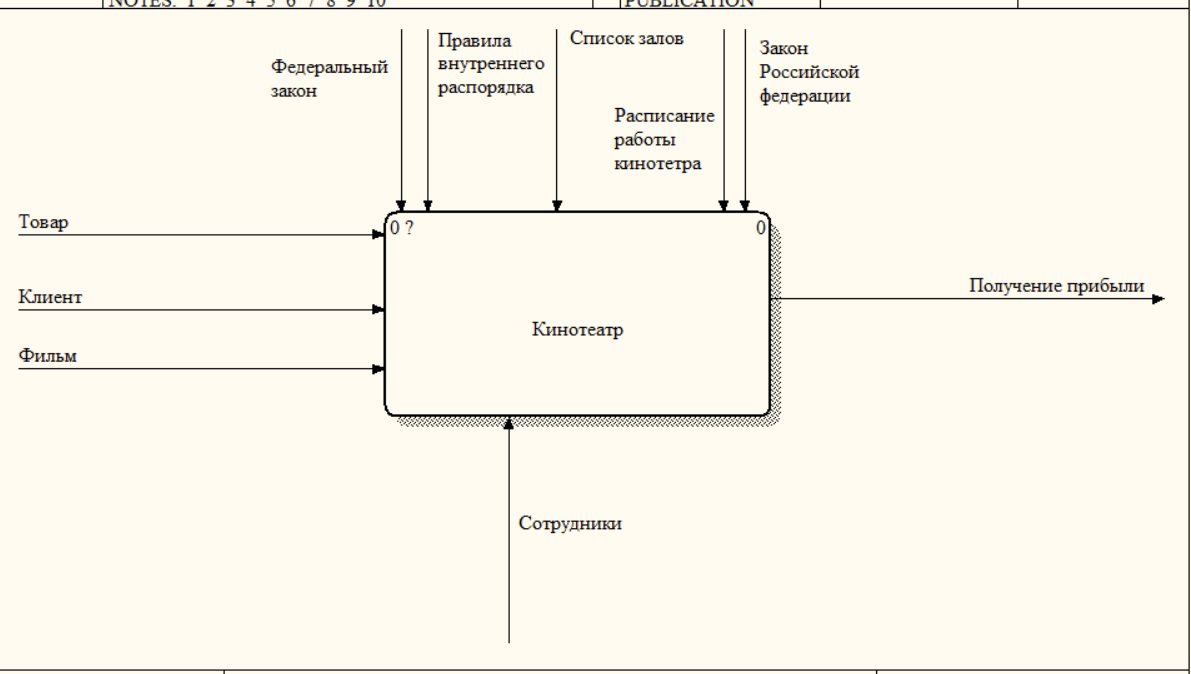 NOTES: 1 2 3 4 5 6 7 8 9 10
PUBLICATION
Федеральный
закон
Правила
внутреннего
распорядка
Список залов
Расписание
работы
кинотетра
Закон
Российской
федерации
Товар
Клиент
Фильм
0 ?
0
Кинотеатр
Получение прибыли
Сотрудники